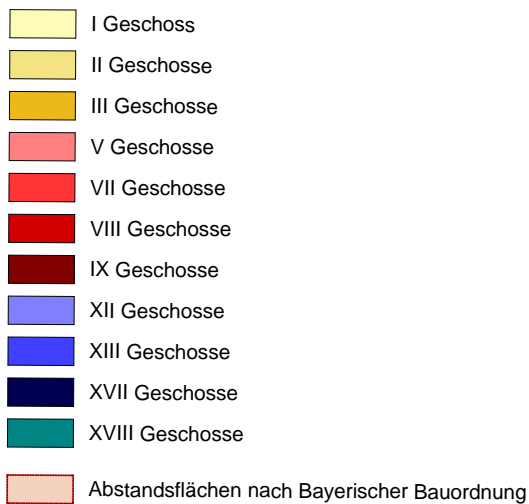 I Geschoss
II Geschosse
III Geschosse
V Geschosse
VII Geschosse
VIII Geschosse
IX Geschosse
XII Geschosse
XIII Geschosse
XVII Geschosse
XVIII Geschosse
Abstandsflächen nach Bayerischer Bauordnung